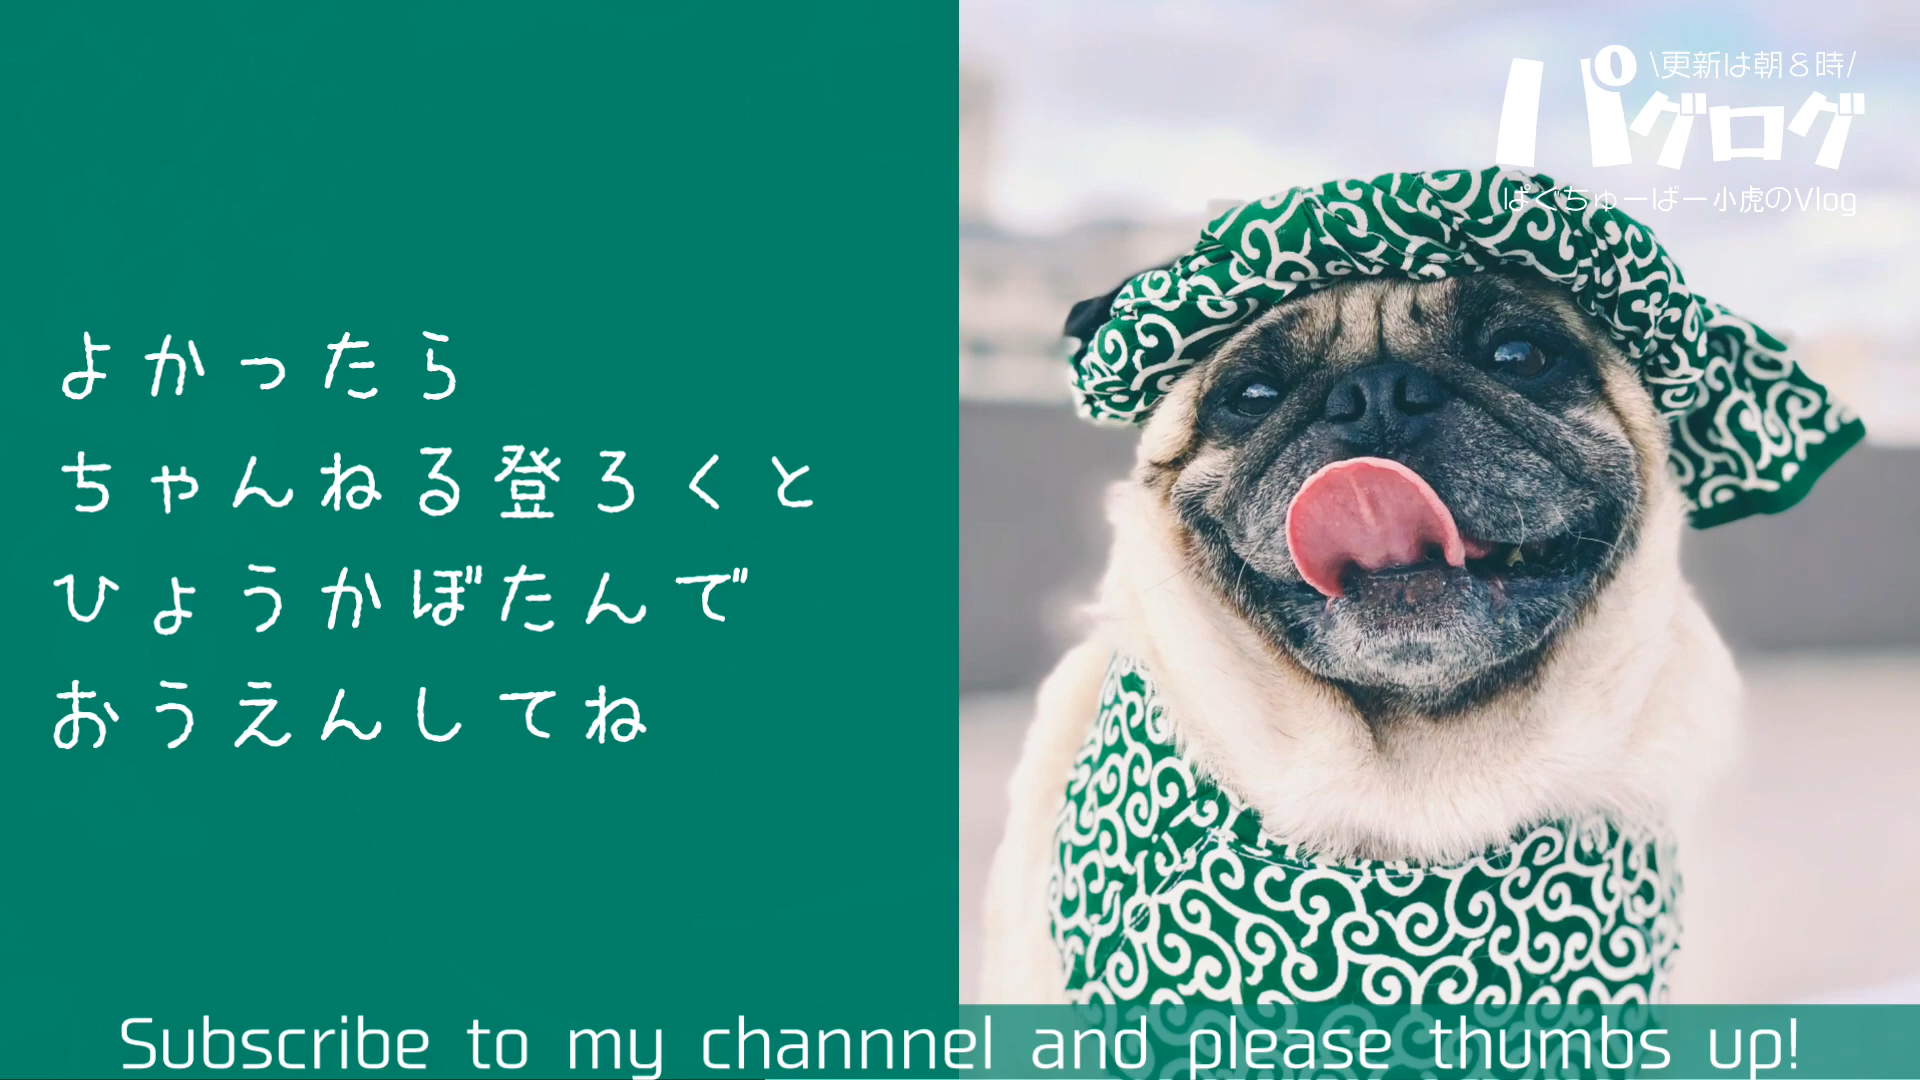 よかったら
ちゃんねる登ろくと
ひょうかぼたんで
おうえんしてね
\更新は朝８時/
パグログ
ぱぐちゅーばー小虎のVlog
Subscribe to my channnel and please thumbs up!